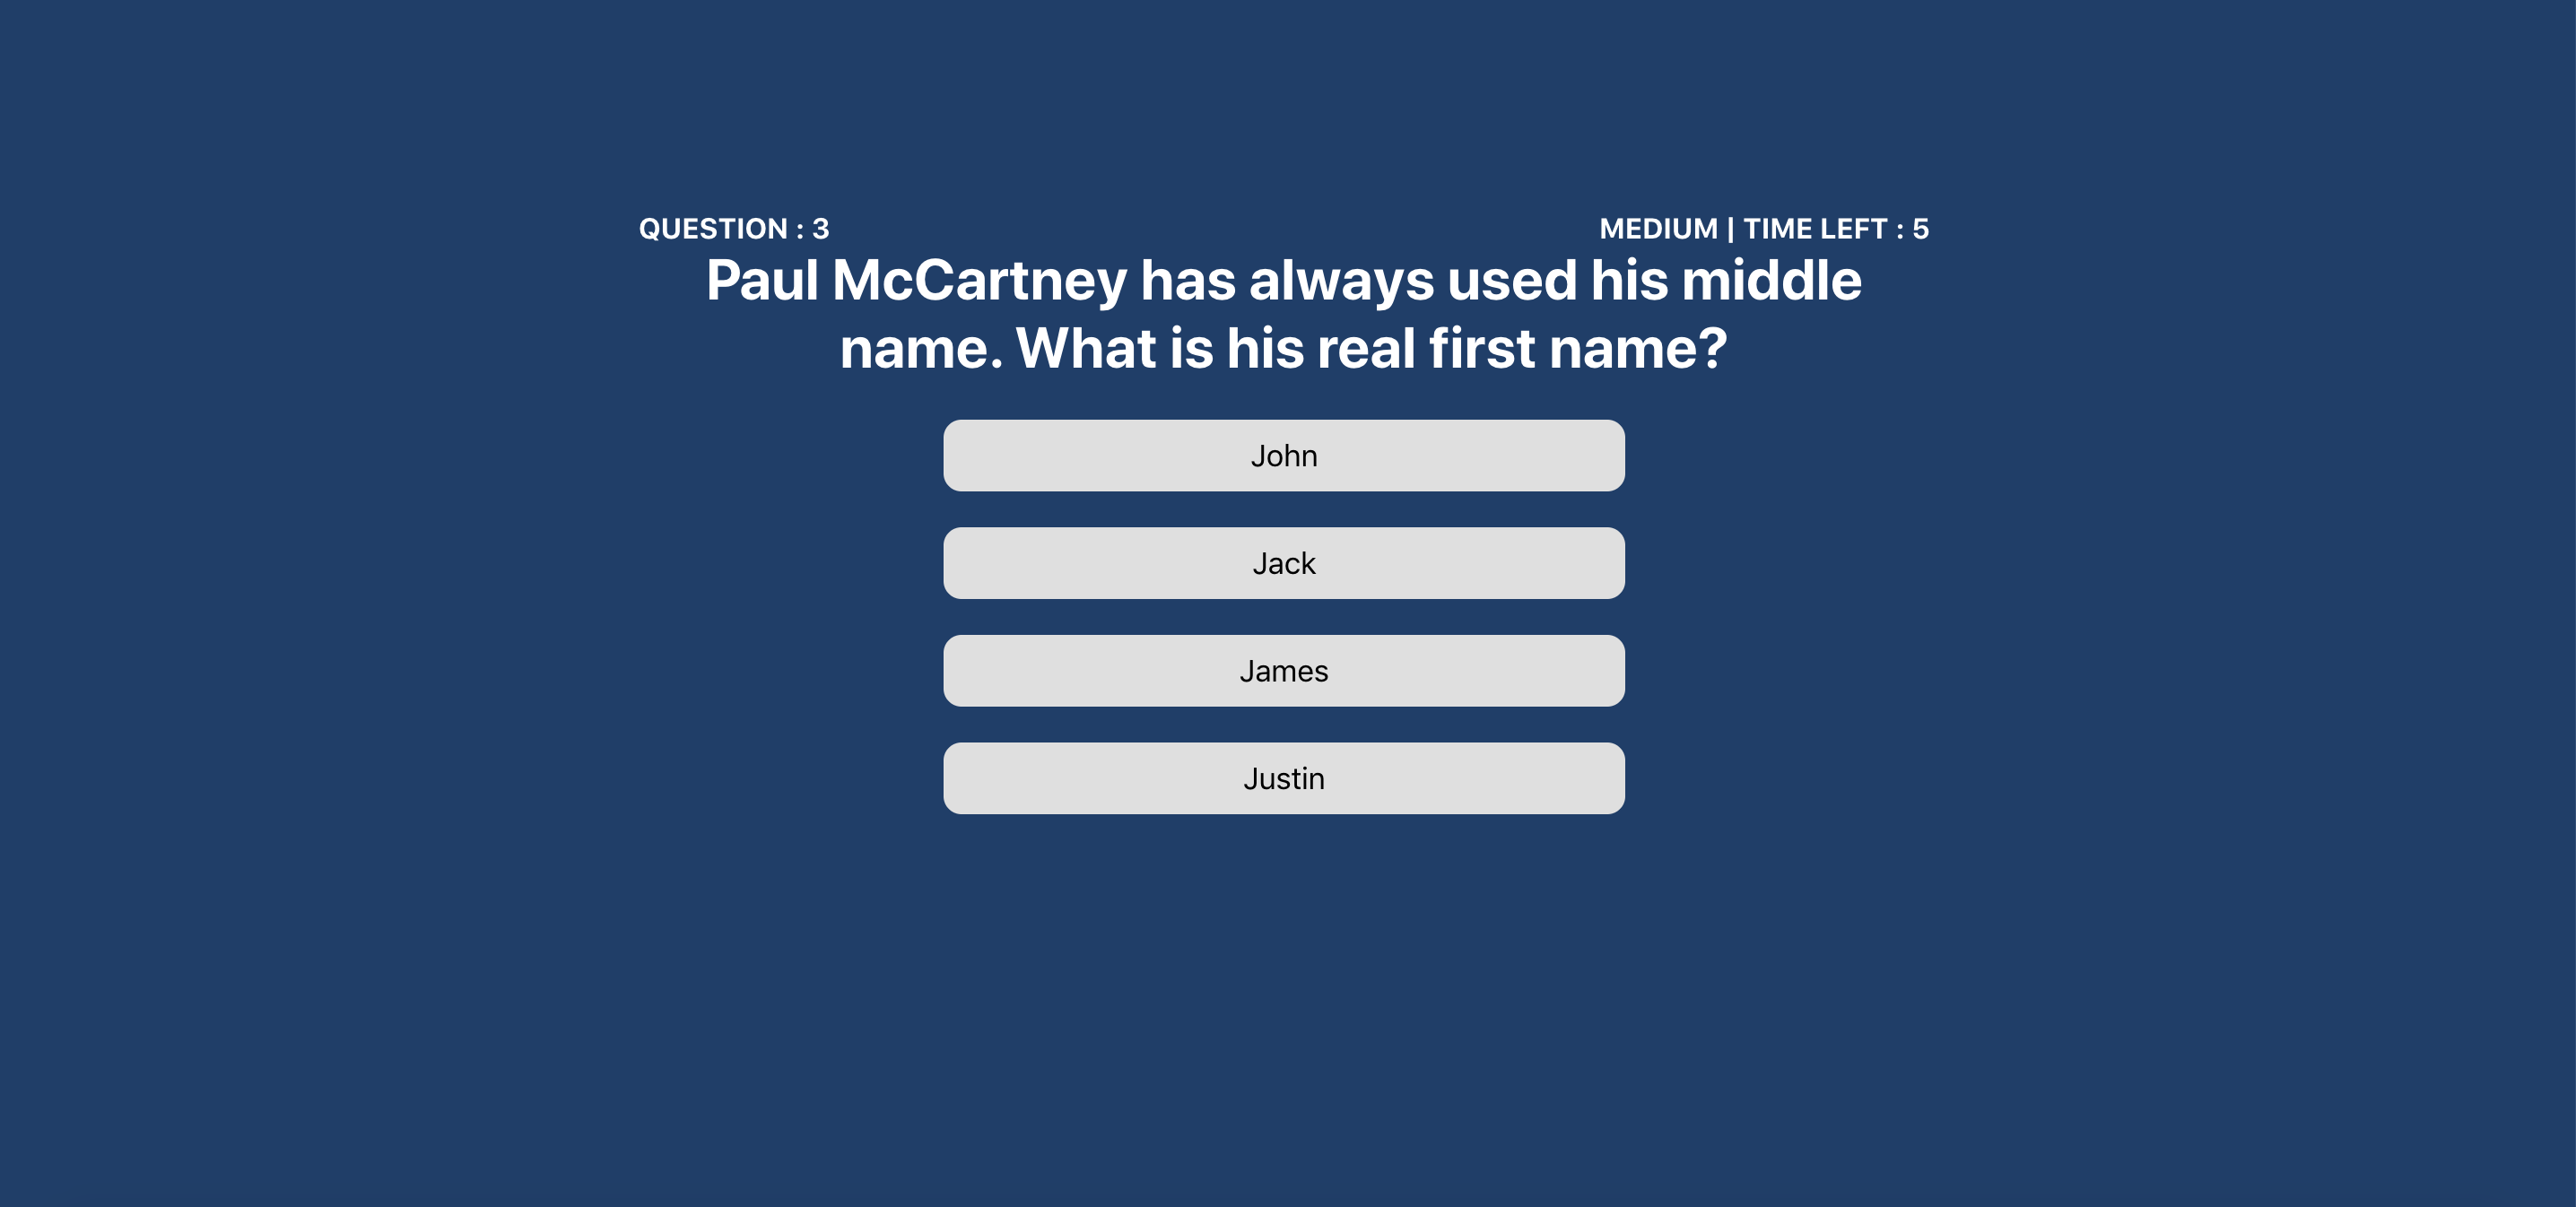 QUESTION : 3
MEDIUM | TIME LEFT : 5
Paul McCartney has always used his middle
name. What is his real first name?
John
Jack
James
Justin